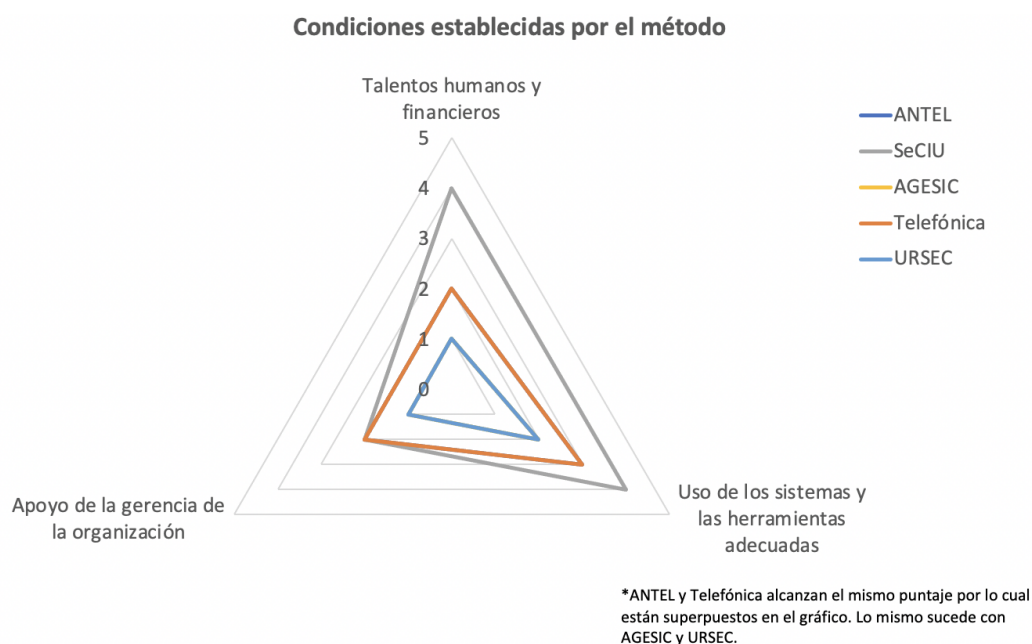 Condiciones establecidas por el método
Talentos humanos y
financieros
5
4
3
2
1
0
ANTEL
SeCIU
AGESIC
Telefónica
URSEC
Apoyo de la gerencia de
la organización
Uso de los sistemas y
las herramientas
adecuadas
*ANTEL y Telefónica alcanzan el mismo puntaje por lo cual
están superpuestos en el gráfico. Lo mismo sucede con
AGESIC y URSEC.